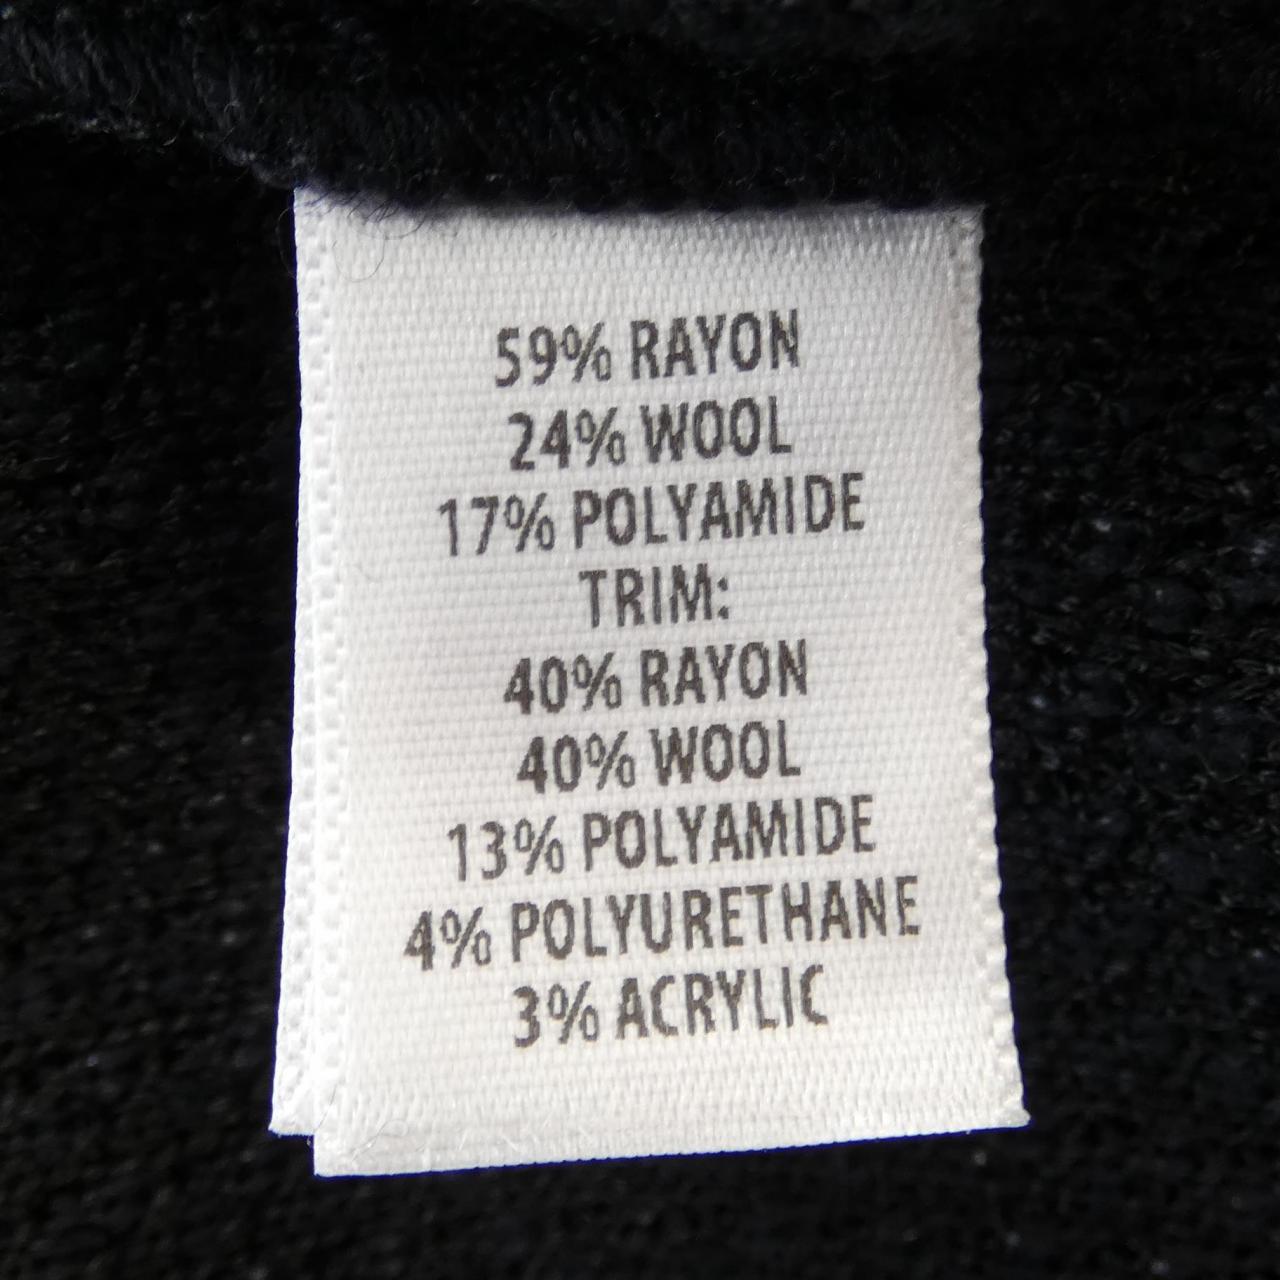 59% RAYON
24% WOOL
17% POLYAMIDE
TRIM:
40% RAYON
40% WOOL
13% POLYAMIDE
4% POLYURETHANE
3% ACRYLIC